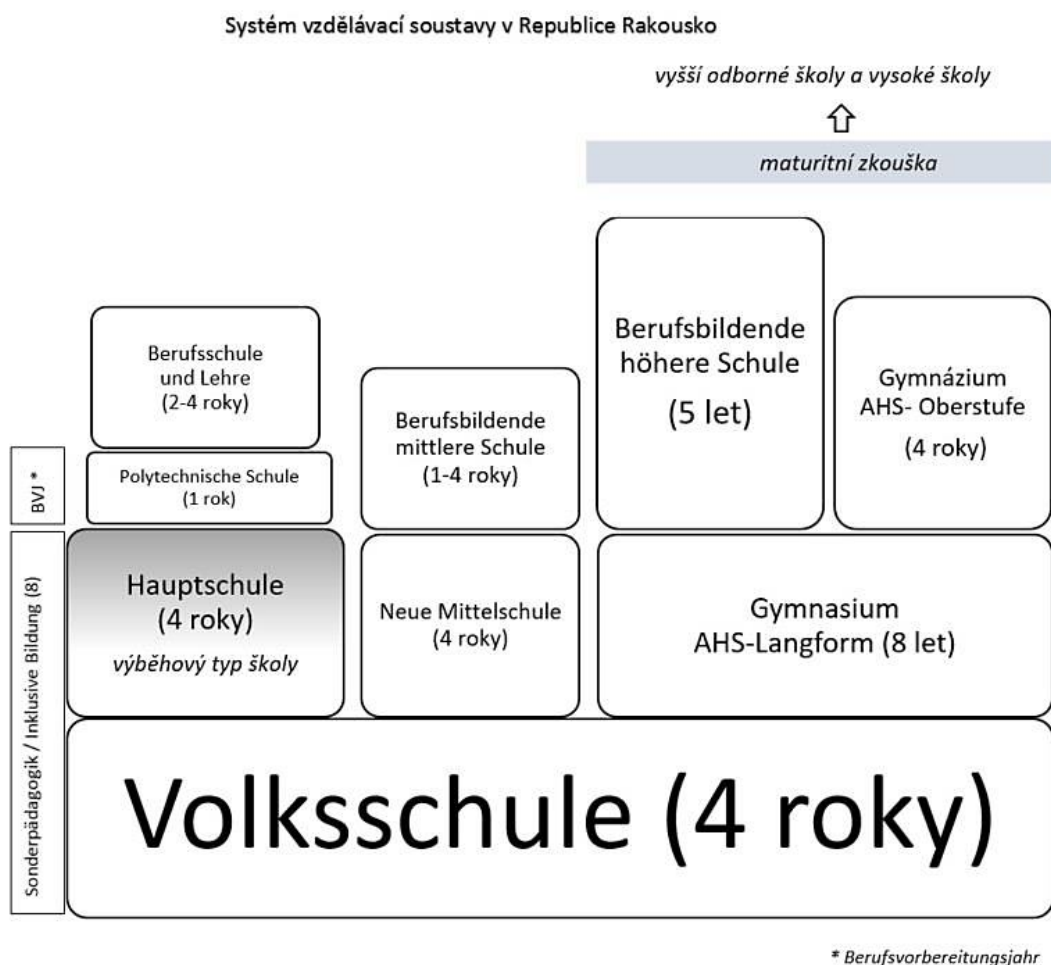 Systém vzdělávací soustavy v Republice Rakousko
vyšší odborné školy a vysoké školy
maturitní zkouška
Berufsbildende
höhere Schule
(5 let)
Gymnázium
AHS- Oberstufe
(4 roky)
Berufsschule
und Lehre
(2-4 roky)
Berufsbildende
mittlere Schule
(1-4 roky)
BVJ *
Polytechnische Schule
(1 rok)
Sonderpädagogik / Inklusive Bildung (8)
Hauptschule
(4 roky)
výběhový typ školy
Neue Mittelschule
(4 roky)
Gymnasium
AHS-Langform (8 let)
Volksschule (4 roky)
* Berufsvorbereitungsjahr